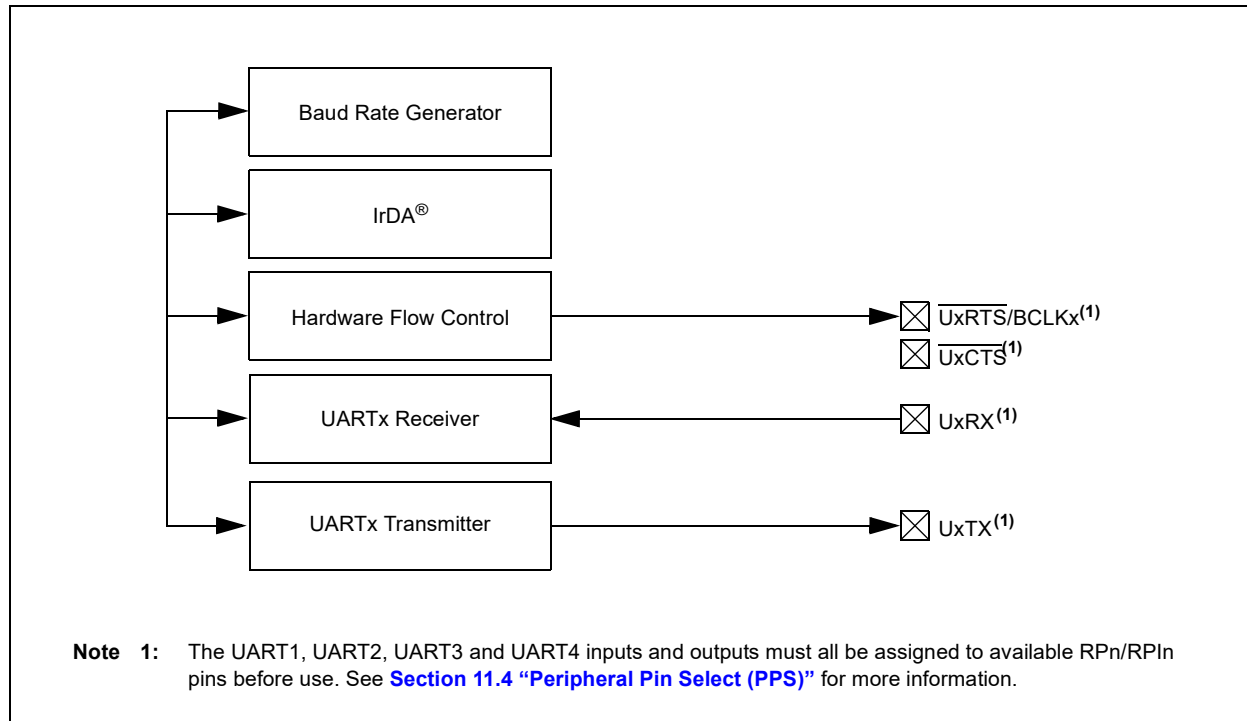 Baud Rate Generator
IrDA®
Hardware Flow Control
UxRTS/BCLKx(1)
UxCTS(1)
UARTx Receiver
UxRX(1)
UARTx Transmitter
UxTX(1)
Note 1: The UART1, UART2, UART3 and UART4 inputs and outputs must all be assigned to available RPn/RPIn
pins before use. See Section 11.4 “Peripheral Pin Select (PPS)” for more information.